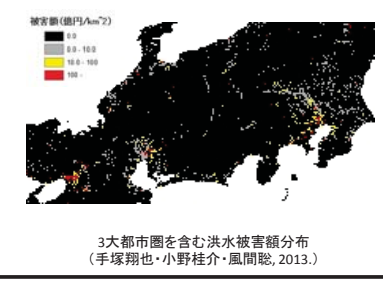 被害額(億円/km^2)
0.0
0.0 - 10.0
10.0 - 100
100 -
3大都市圏を含む洪水被害額分布
（手塚翔也・小野桂介・風間聡, 2013.）